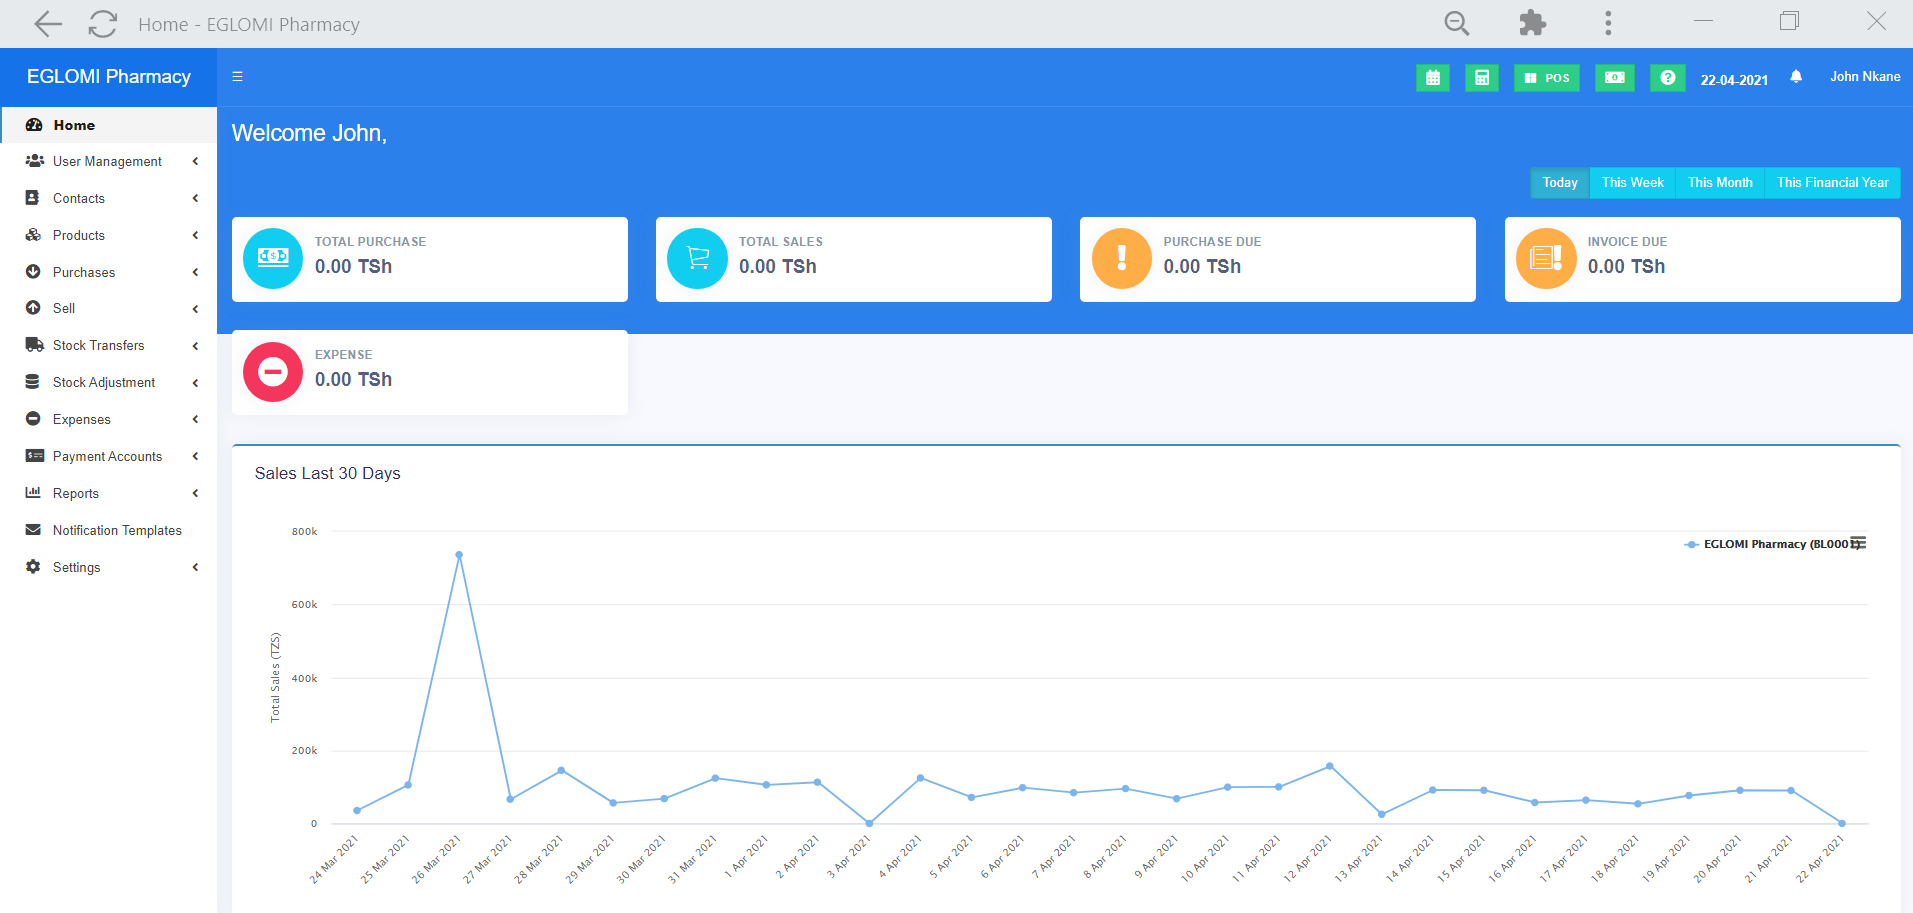 Home - EGLOMI Pharmacy
EGLOMI Pharmacy
POS
22-04-2021
John Nkane
Home
User Management
Contacts
Products
Purchases
Sell
Stock Transfers
Stock Adjustment
Expenses
Payment Accounts
Reports
Notification Templates
Settings
Welcome John,
Today
This Week
This Month
This Financial Year
TOTAL PURCHASE
0.00 TSh
TOTAL SALES
0.00 TSh
PURCHASE DUE
0.00 TSh
INVOICE DUE
0.00 TSh
EXPENSE
0.00 TSh
Sales Last 30 Days
EGLOMI Pharmacy (BL0001)
Total Sales (TZS)
800k
600k
400k
200k
0
24 Mar 2021
25 Mar 2021
26 Mar 2021
27 Mar 2021
28 Mar 2021
29 Mar 2021
30 Mar 2021
31 Mar 2021
1 Apr 2021
2 Apr 2021
3 Apr 2021
4 Apr 2021
5 Apr 2021
6 Apr 2021
7 Apr 2021
8 Apr 2021
9 Apr 2021
10 Apr 2021
11 Apr 2021
12 Apr 2021
13 Apr 2021
14 Apr 2021
15 Apr 2021
16 Apr 2021
17 Apr 2021
18 Apr 2021
19 Apr 2021
20 Apr 2021
21 Apr 2021
22 Apr 2021